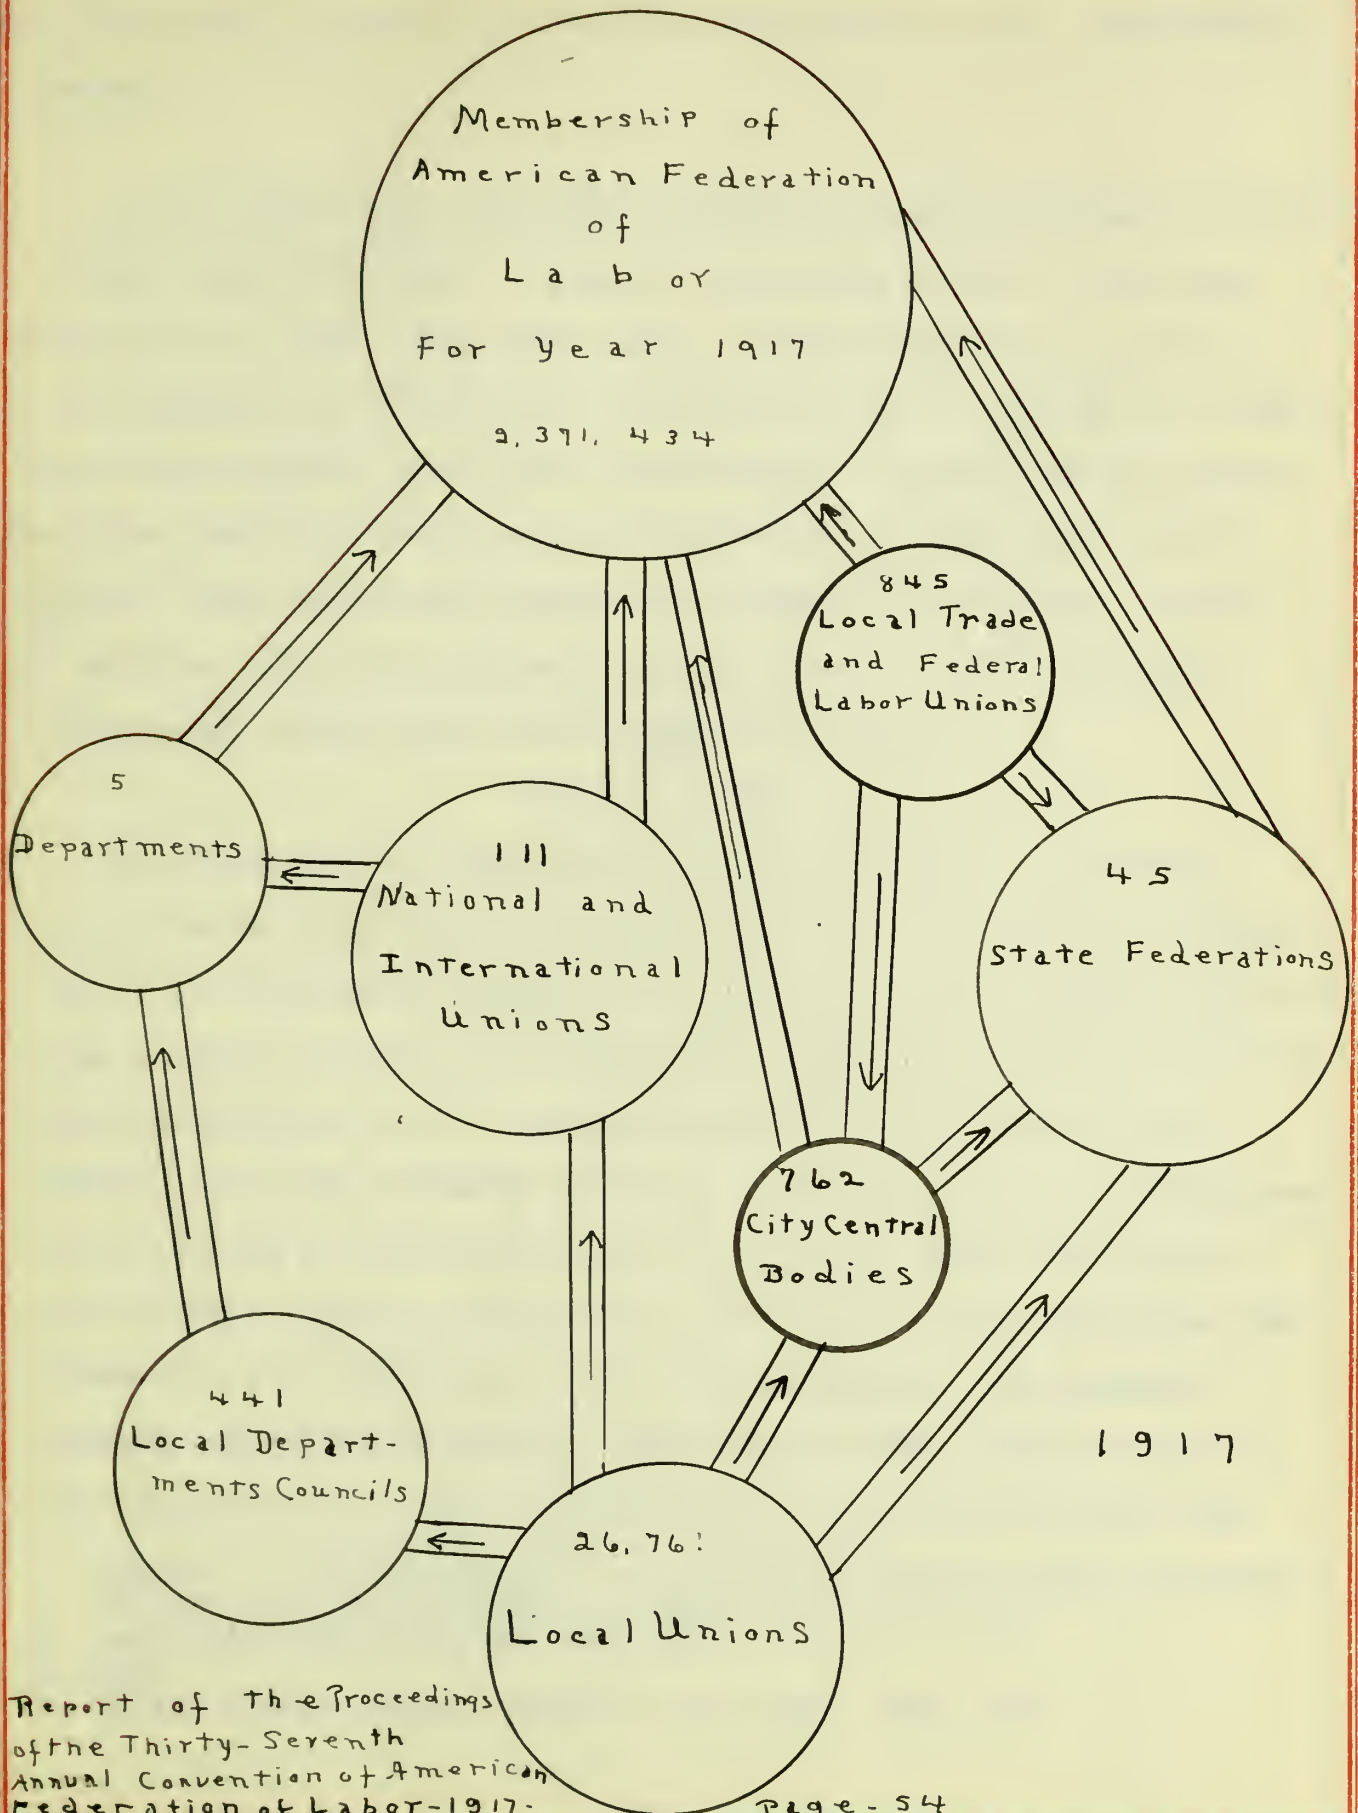 Membership of
American Federation
of
Labor
For Year 1917
2,371,434
845
Local Trade
and Federal
Labor Unions
5
Departments
111
National and
International
Unions
45
State Federations
762
City Central
Bodies
441
Local Depart-
ments Councils
1917
Local Unions
Report of the Proceedings
of the Thirty-Seventh
Annual Convention of American
Federation of Labor-1917.
Page-54